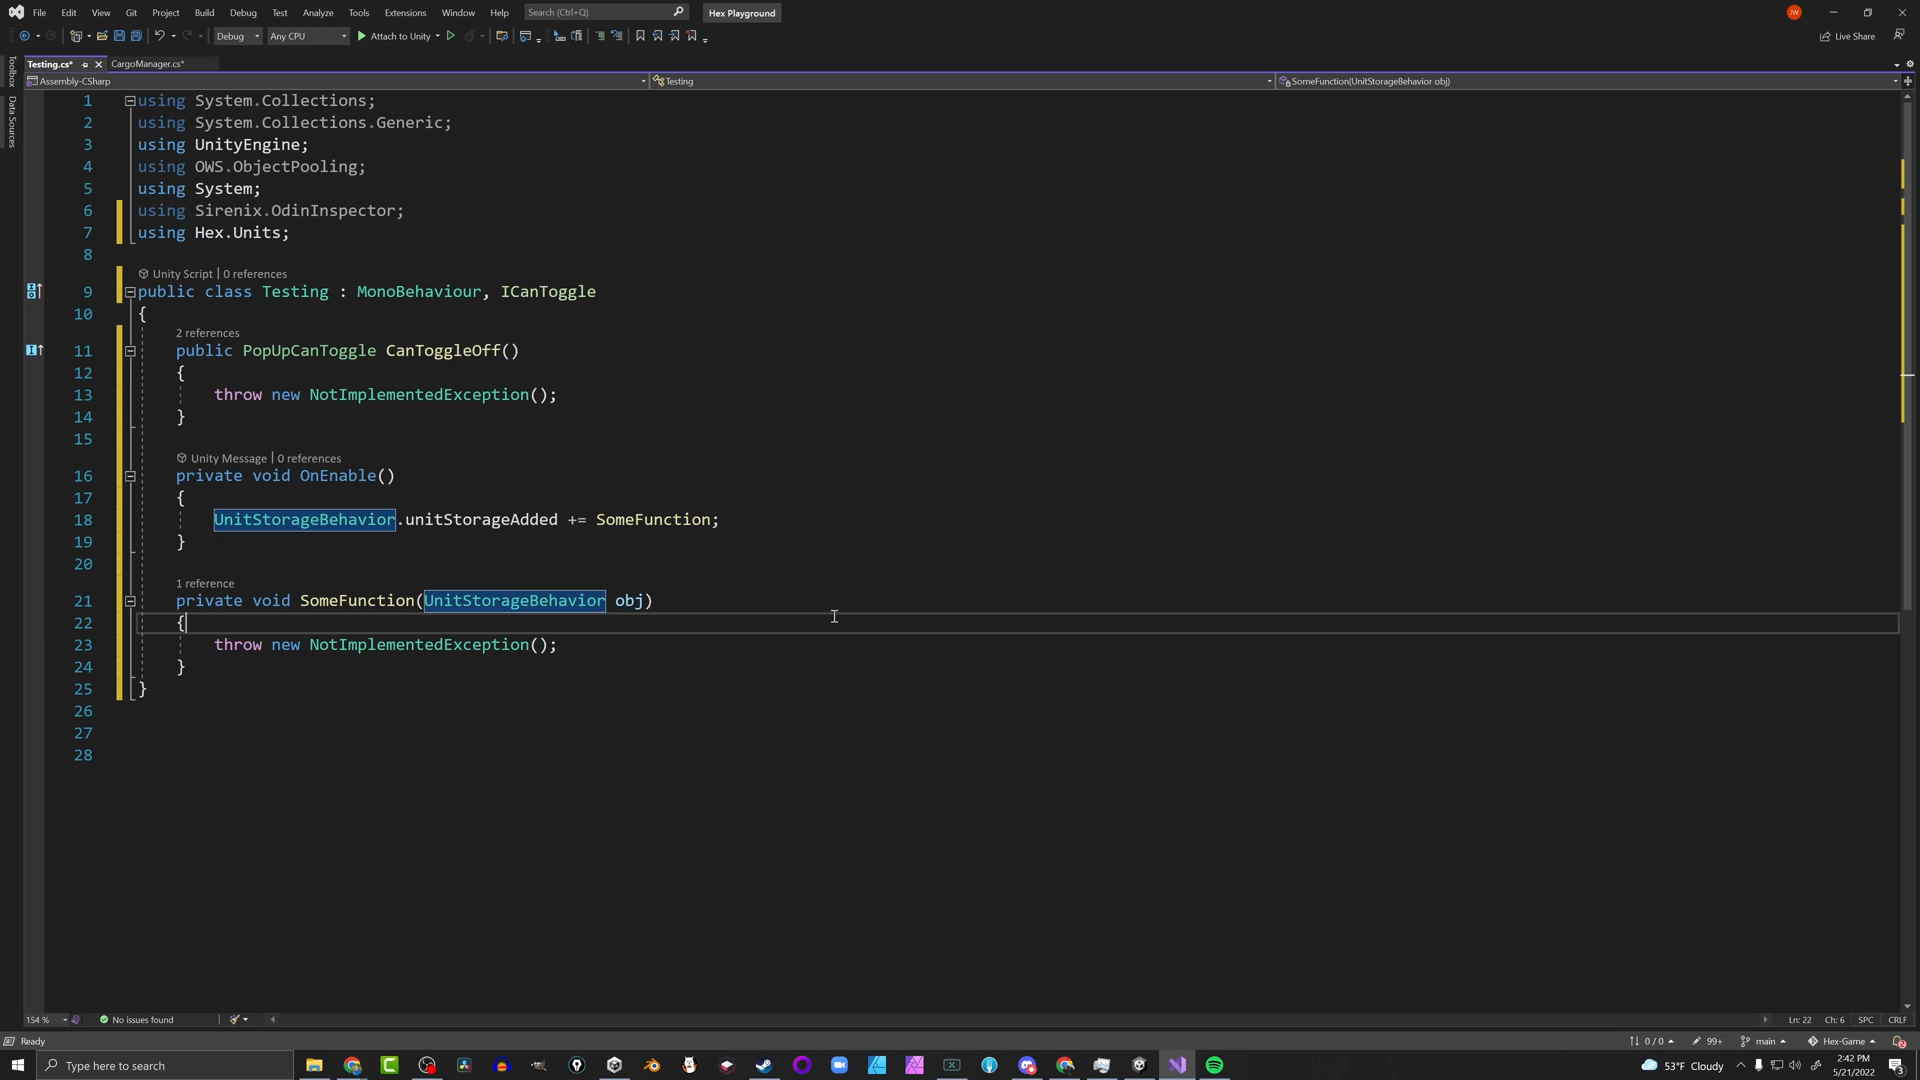 File Edit View Git Project Build Debug Test Analyze Tools Extensions Window Help Search (Ctrl+Q) Hex Playground JW
Debug Any CPU Attach to Unity Live Share
Testing.cs* CargoManager.cs*
Assembly-CSharp Testing SomeFunction(UnitStorageBehavior obj)
Toolbox
Data Sources
1 using System.Collections;
2 using System.Collections.Generic;
3 using UnityEngine;
4 using OWS.ObjectPooling;
5 using System;
6 using Sirenix.OdinInspector;
7 using Hex.Units;
8
Unity Script | 0 references
9 public class Testing : MonoBehaviour, ICanToggle
10 {
2 references
11 public PopUpCanToggle CanToggleOff()
12 {
13 throw new NotImplementedException();
14 }
15
Unity Message | 0 references
16 private void OnEnable()
17 {
18 UnitStorageBehavior.unitStorageAdded += SomeFunction;
19 }
20
1 reference
21 private void SomeFunction(UnitStorageBehavior obj)
22 {
23 throw new NotImplementedException();
24 }
25 }
26
27
28
154 % No issues found Ln: 22 Ch: 6 SPC CRLF
Ready 0 / 0 99+ main Hex-Game 2
Type here to search 53°F Cloudy 2:42 PM
5/21/2022 3